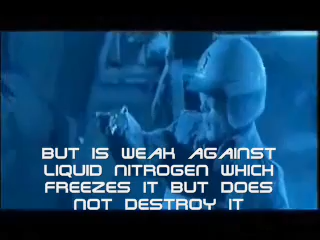 BUT IS WEAK AGAINST
LIQUID NITROGEN WHICH
FREEZES IT BUT DOES
NOT DESTROY IT